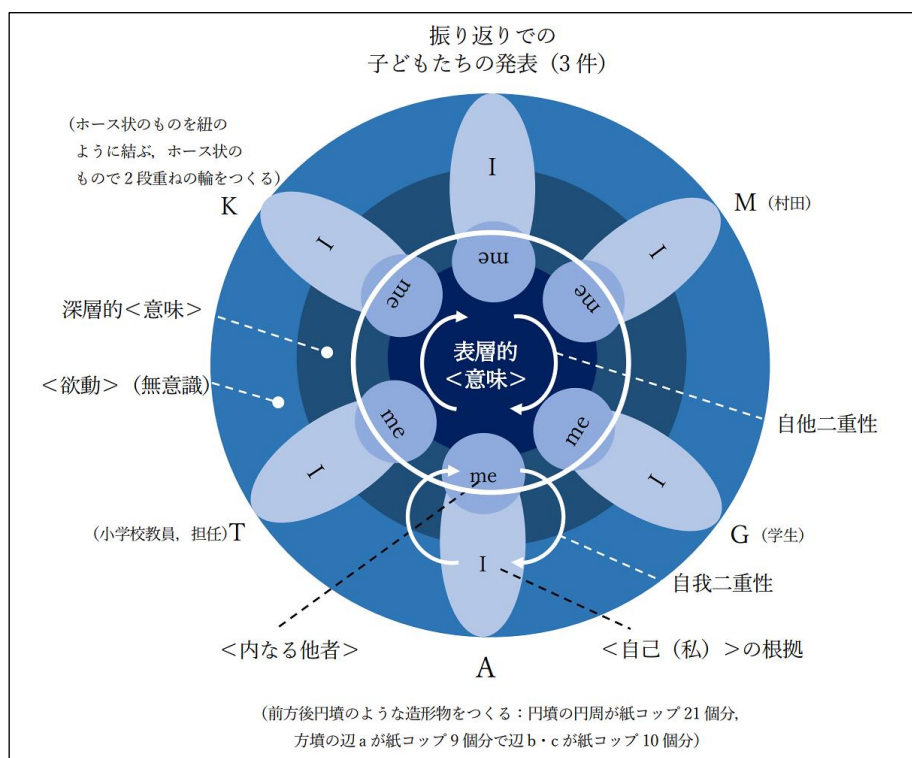 振り返りでの
子どもたちの発表（3 件）
（ホース状のものを紐の
ように結ぶ，ホース状の
もので 2 段重ねの輪をつくる）
K
I
I
M（村田）
I
me
me
me
深層的＜意味＞
表層的
＜意味＞
＜欲動＞（無意識）
自他二重性
me
me
me
I
I
（小学校教員，担任）T
G（学生）
I
自我二重性
＜内なる他者＞
＜自己（私）＞の根拠
A
（前方後円墳のような造形物をつくる：円墳の円周が紙コップ 21 個分，
方墳の辺 a が紙コップ 9 個分で辺 b・c が紙コップ 10 個分）